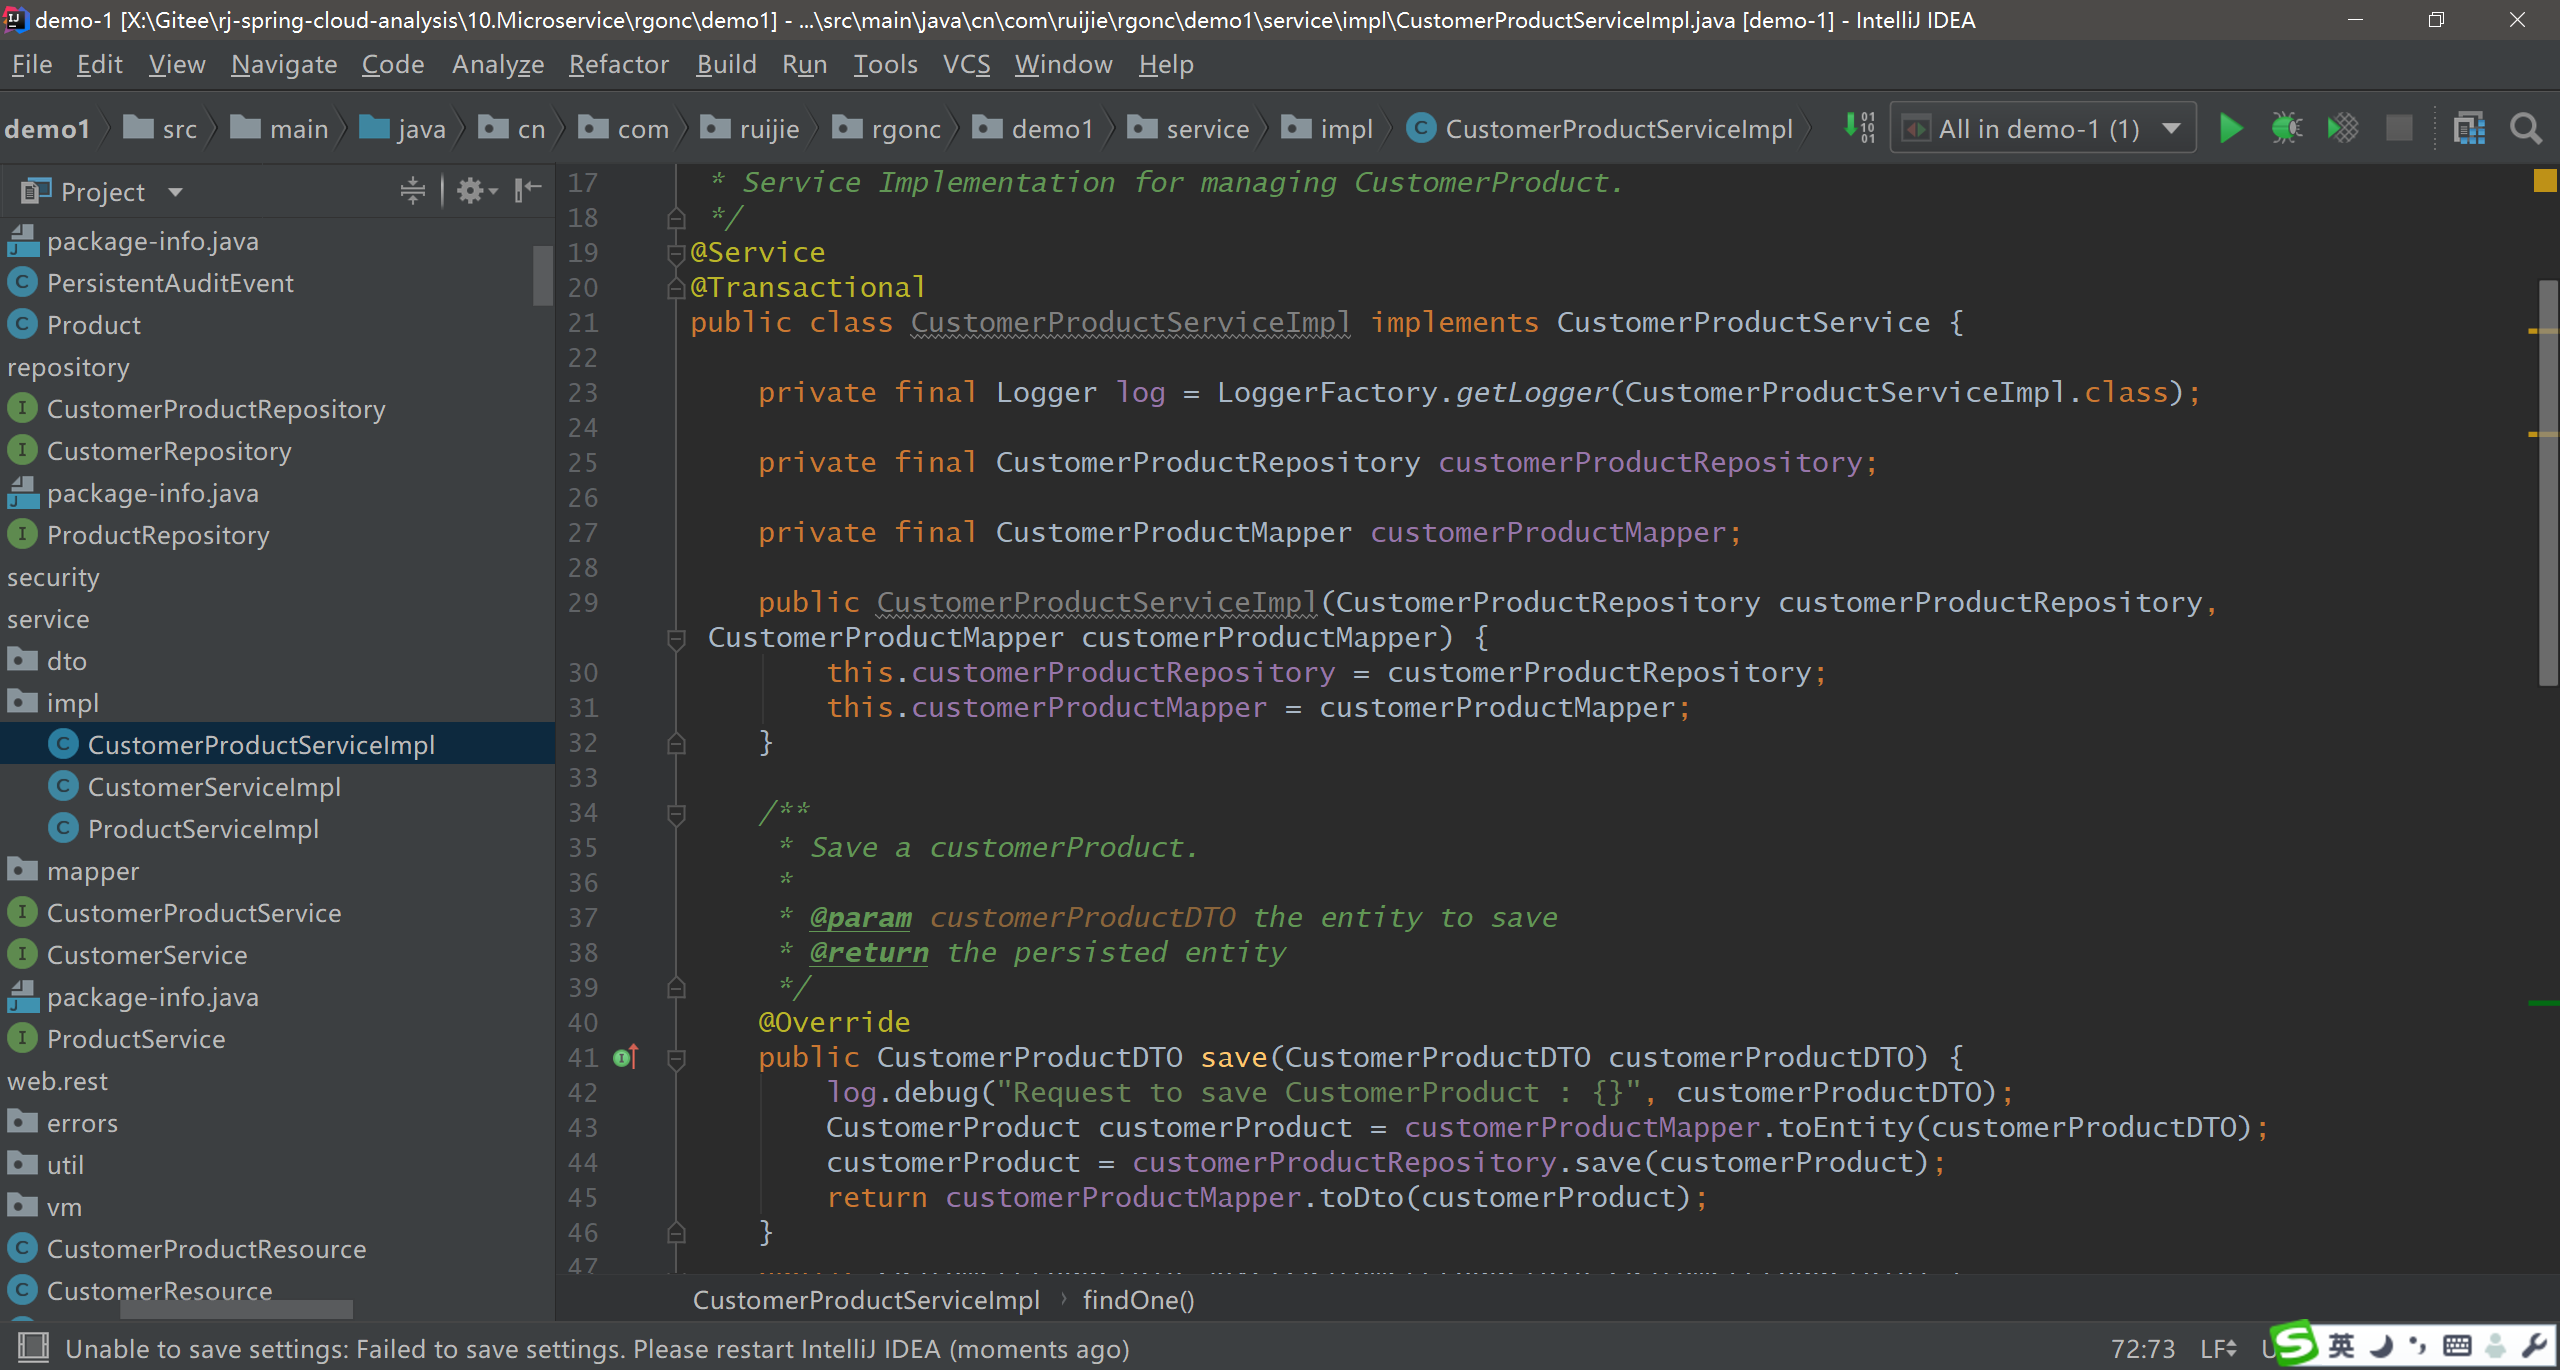 demo-1 [X:\Gitee\rj-spring-cloud-analysis\10.Microservice\rgonc\demo1] - ...\src\main\java\cn\com\ruijie\rgonc\demo1\service\impl\CustomerProductServiceImpl.java [demo-1] - IntelliJ IDEA
File Edit View Navigate Code Analyze Refactor Build Run Tools VCS Window Help
demo1 src main java cn com ruijie rgonc demo1 service impl CustomerProductServiceImpl All in demo-1 (1)
Project
package-info.java
PersistentAuditEvent
Product
repository
CustomerProductRepository
CustomerRepository
package-info.java
ProductRepository
security
service
dto
impl
CustomerProductServiceImpl
CustomerServiceImpl
ProductServiceImpl
mapper
CustomerProductService
CustomerService
package-info.java
ProductService
web.rest
errors
util
vm
CustomerProductResource
CustomerResource
17 * Service Implementation for managing CustomerProduct.
18 */
19 @Service
20 @Transactional
21 public class CustomerProductServiceImpl implements CustomerProductService {
22
23 private final Logger log = LoggerFactory.getLogger(CustomerProductServiceImpl.class);
24
25 private final CustomerProductRepository customerProductRepository;
26
27 private final CustomerProductMapper customerProductMapper;
28
29 public CustomerProductServiceImpl(CustomerProductRepository customerProductRepository,
CustomerProductMapper customerProductMapper) {
30 this.customerProductRepository = customerProductRepository;
31 this.customerProductMapper = customerProductMapper;
32 }
33
34 /**
35 * Save a customerProduct.
36 *
37 * @param customerProductDTO the entity to save
38 * @return the persisted entity
39 */
40 @Override
41 public CustomerProductDTO save(CustomerProductDTO customerProductDTO) {
42 log.debug("Request to save CustomerProduct : {}", customerProductDTO);
43 CustomerProduct customerProduct = customerProductMapper.toEntity(customerProductDTO);
44 customerProduct = customerProductRepository.save(customerProduct);
45 return customerProductMapper.toDto(customerProduct);
46 }
47
CustomerProductServiceImpl findOne()
Unable to save settings: Failed to save settings. Please restart IntelliJ IDEA (moments ago) 72:73 LF 英